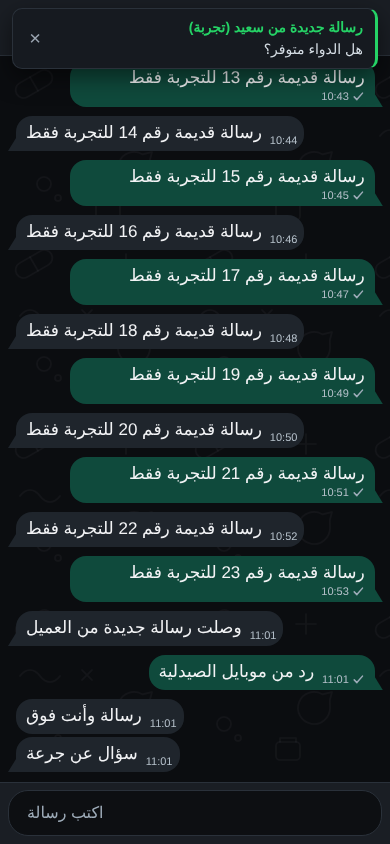 رسالة جديدة من سعيد (تجربة)
هل الدواء متوفر؟
رسالة قديمة رقم 13 للتجربة فقط
10:43
رسالة قديمة رقم 14 للتجربة فقط
10:44
رسالة قديمة رقم 15 للتجربة فقط
10:45
رسالة قديمة رقم 16 للتجربة فقط
10:46
رسالة قديمة رقم 17 للتجربة فقط
10:47
رسالة قديمة رقم 18 للتجربة فقط
10:48
رسالة قديمة رقم 19 للتجربة فقط
10:49
رسالة قديمة رقم 20 للتجربة فقط
10:50
رسالة قديمة رقم 21 للتجربة فقط
10:51
رسالة قديمة رقم 22 للتجربة فقط
10:52
رسالة قديمة رقم 23 للتجربة فقط
10:53
وصلت رسالة جديدة من العميل
11:01
رد من موبايل الصيدلية
11:01
رسالة وأنت فوق
11:01
سؤال عن جرعة
11:01
اكتب رسالة